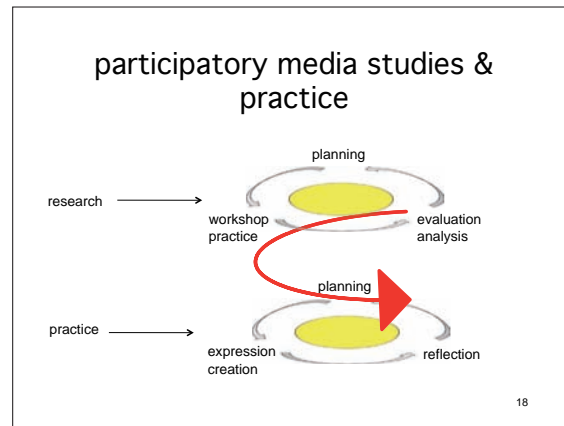 participatory media studies &
practice
planning
research
workshop
practice
evaluation
analysis
planning
practice
expression
creation
reflection
18